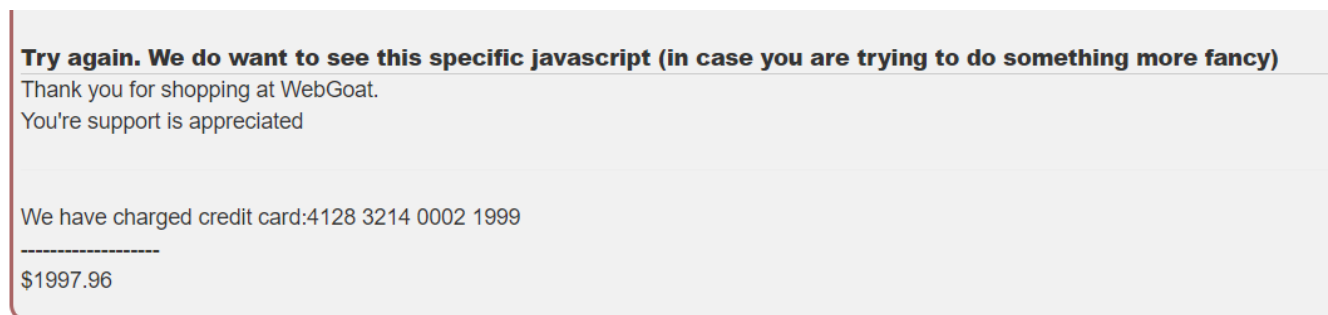 Try again. We do want to see this specific javascript (in case you are trying to do something more fancy)
Thank you for shopping at WebGoat.
You're support is appreciated
We have charged credit card:4128 3214 0002 1999
-------------------
$1997.96